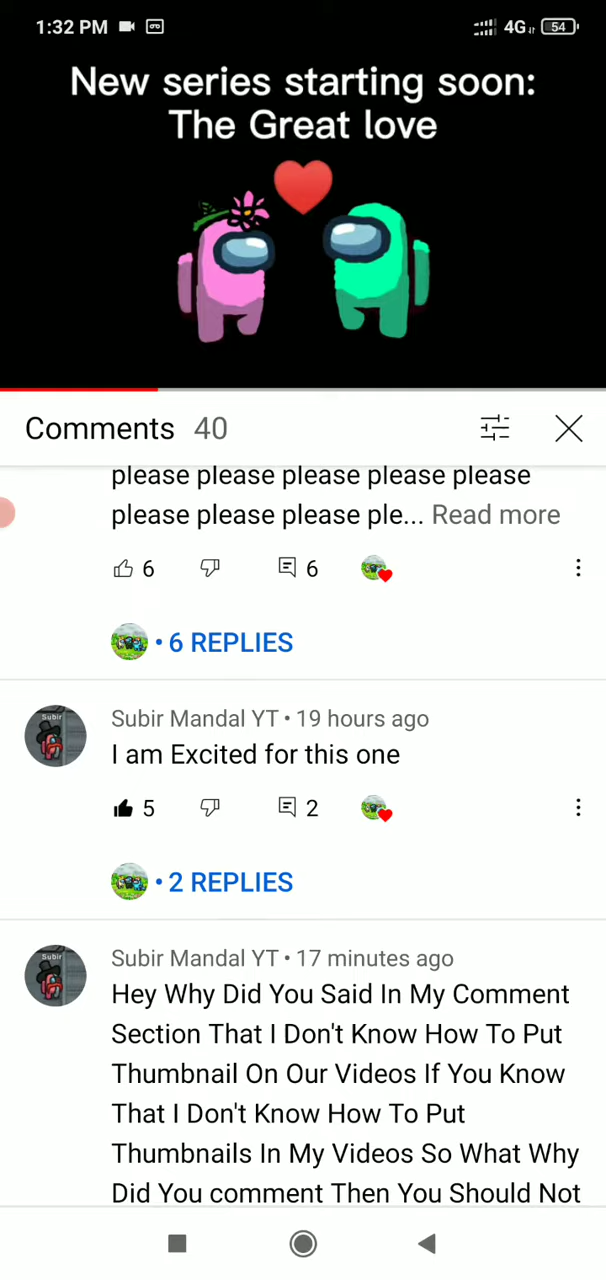 1:32 PM 4G 54
New series starting soon:
The Great love
Comments 40
please please please please please
please please please ple... Read more
6 6
• 6 REPLIES
Subir
Subir Mandal YT • 19 hours ago
I am Excited for this one
5 2
• 2 REPLIES
Subir
Subir Mandal YT • 17 minutes ago
Hey Why Did You Said In My Comment
Section That I Don't Know How To Put
Thumbnail On Our Videos If You Know
That I Don't Know How To Put
Thumbnails In My Videos So What Why
Did You comment Then You Should Not